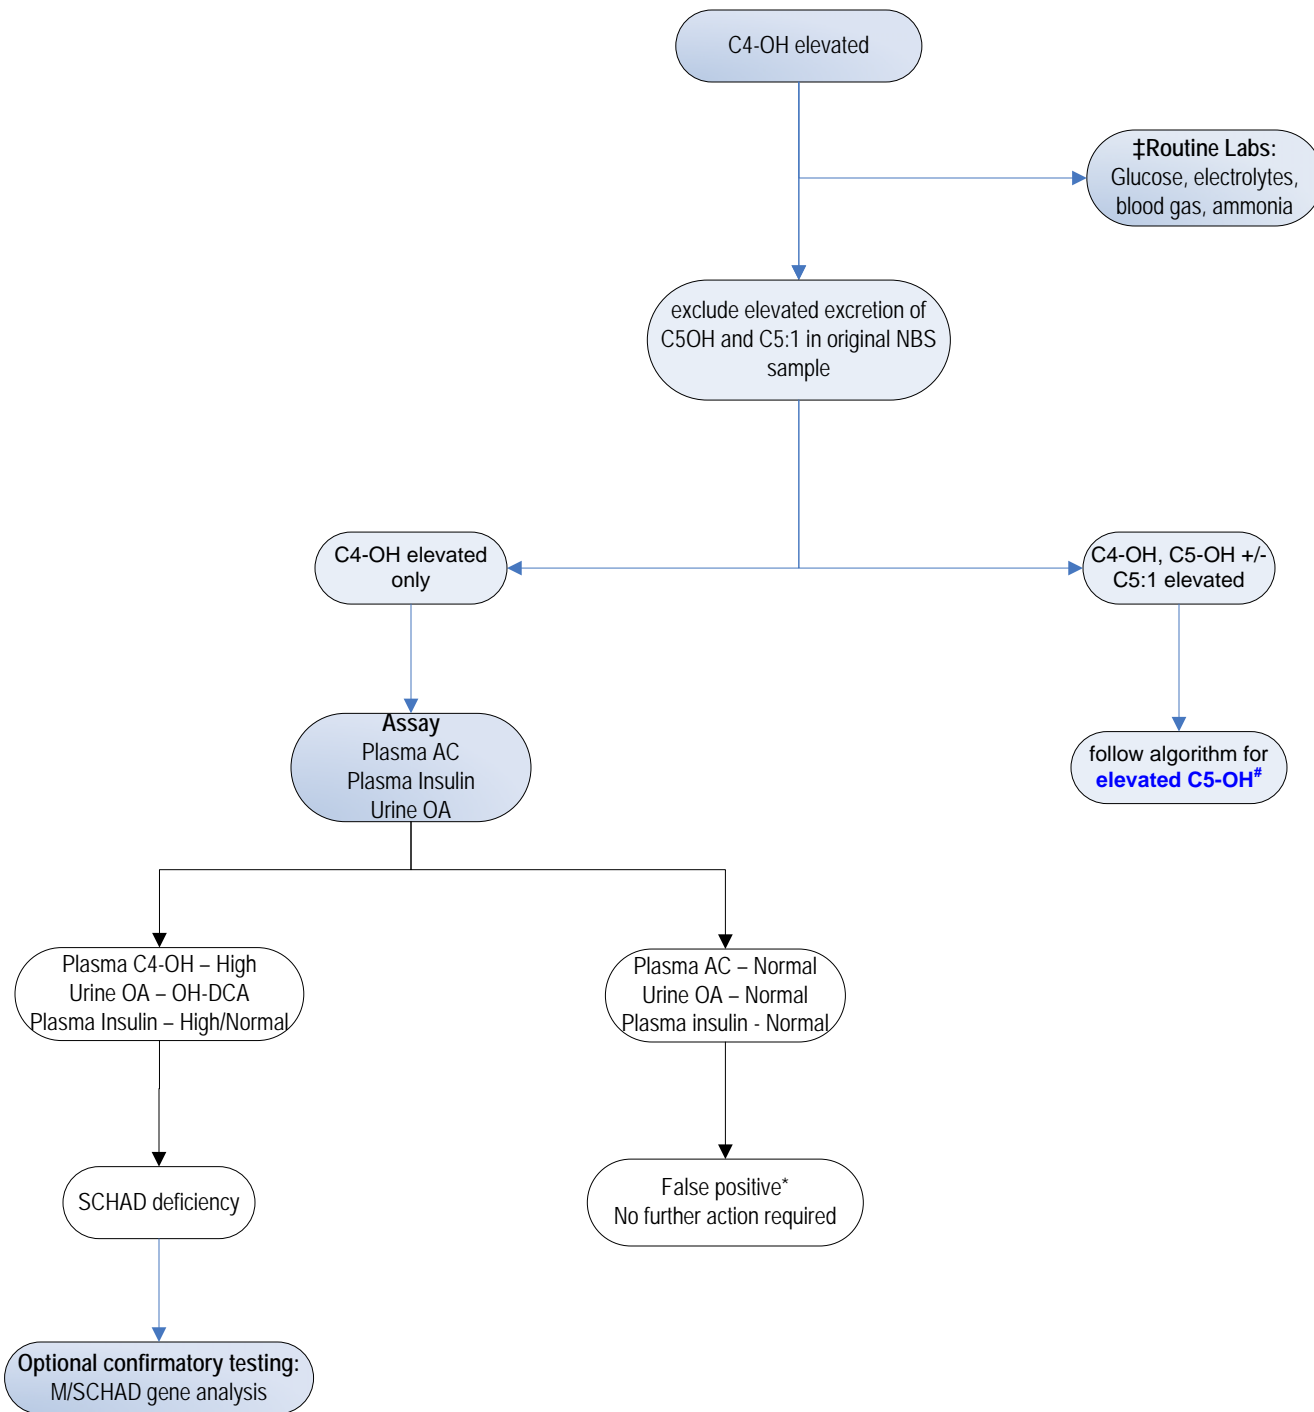 C4-OH elevated
‡Routine Labs:
Glucose, electrolytes,
blood gas, ammonia
exclude elevated excretion of
C5OH and C5:1 in original NBS
sample
C4-OH elevated
only
C4-OH, C5-OH +/-
C5:1 elevated
Assay
Plasma AC
Plasma Insulin
Urine OA
follow algorithm for
elevated C5-OH#
Plasma C4-OH – High
Urine OA – OH-DCA
Plasma Insulin – High/Normal
Plasma AC – Normal
Urine OA – Normal
Plasma insulin - Normal
SCHAD deficiency
False positive*
No further action required
Optional confirmatory testing:
M/SCHAD gene analysis